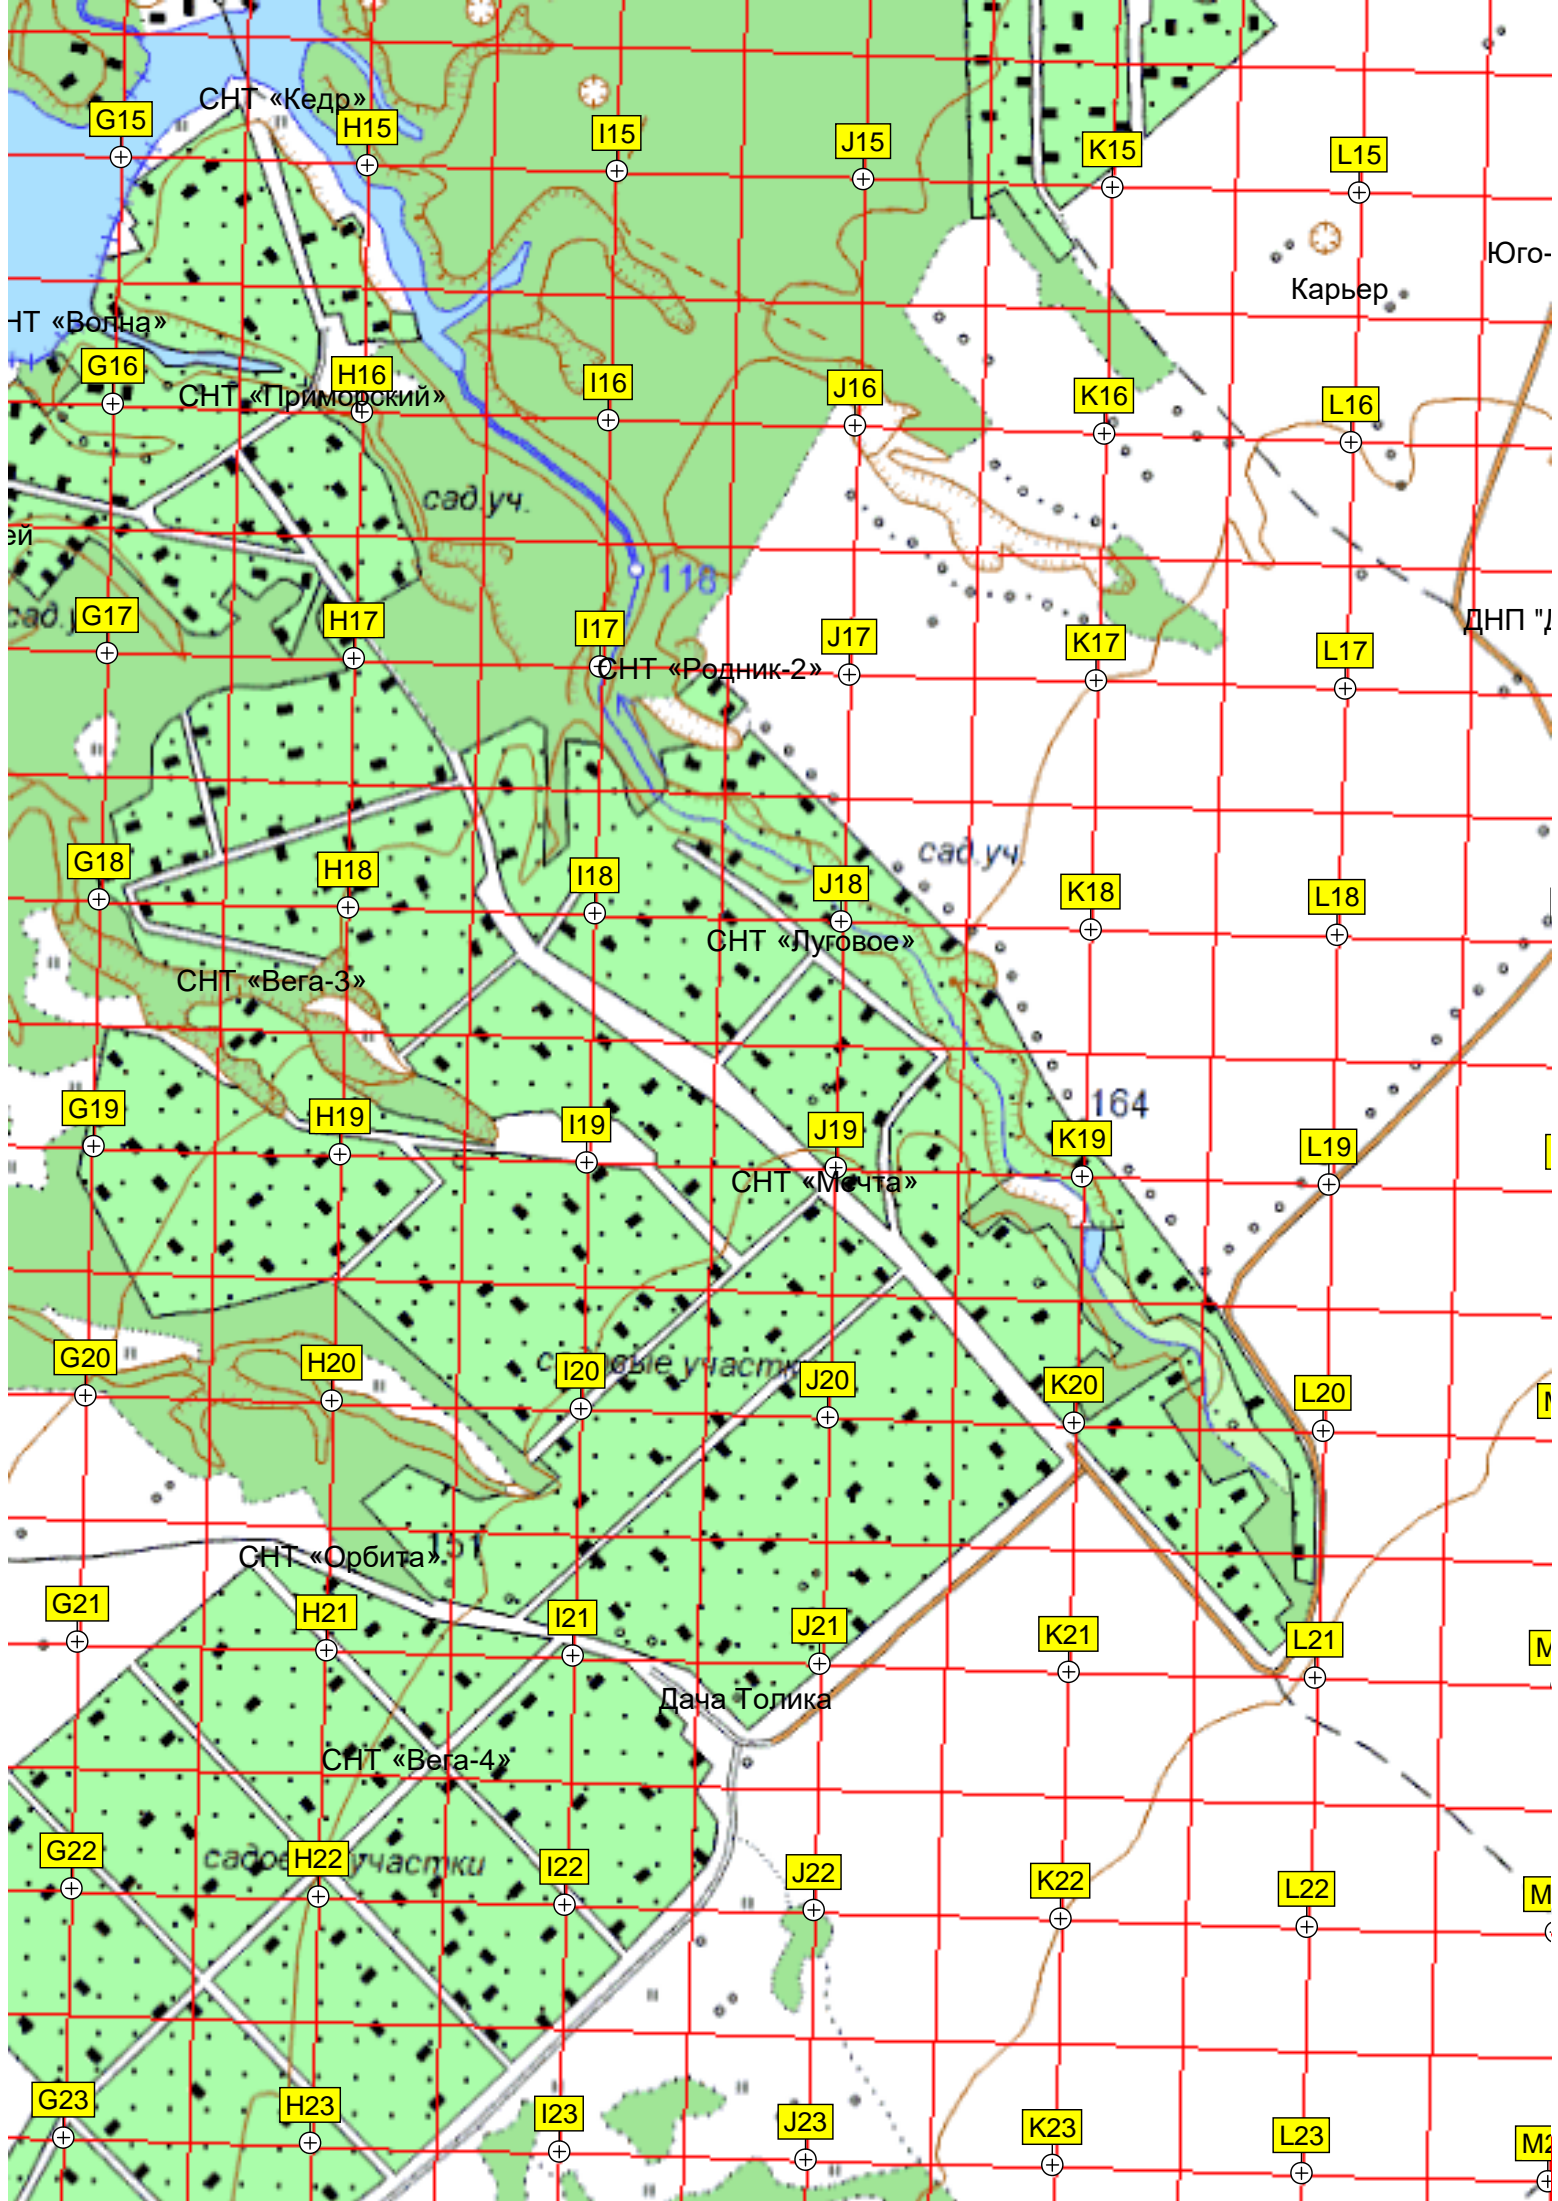 СНТ «Кедр»
G15
H15
I15
J15
K15
L15
Юго-
Карьер
НТ «Волна»
G16
H16
I16
J16
K16
L16
СНТ «Приморский»
сад.уч.
ей
118
G17
H17
I17
J17
K17
L17
ДНП "Д
СНТ «Родник-2»
сад.уч.
G18
H18
I18
J18
K18
L18
СНТ «Луговое»
СНТ «Вега-3»
164
G19
H19
I19
J19
K19
L19
СНТ «Мечта»
G20
H20
I20
J20
K20
L20
151
СНТ «Орбита»
G21
H21
I21
J21
K21
L21
M
Дача Толика
СНТ «Вега-4»
G22
H22
участки
I22
J22
K22
L22
M
G23
H23
I23
J23
K23
L23
M2